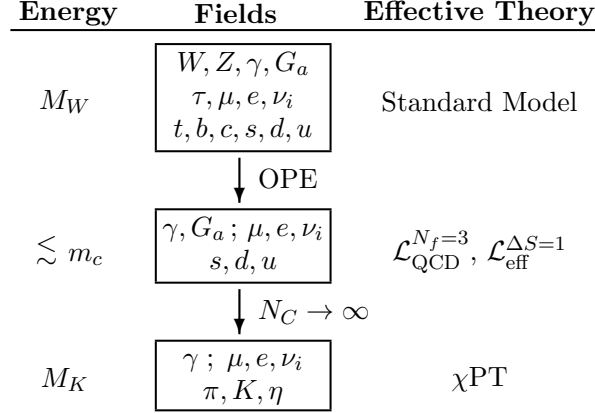 Energy Fields Effective Theory
W, Z, γ, G_a
τ, μ, e, ν_i
t, b, c, s, d, u
M_W
Standard Model
OPE
γ, G_a ; μ, e, ν_i
s, d, u
≲ m_c
ℒ_QCD^{N_f=3}, ℒ_eff^{ΔS=1}
N_C → ∞
γ ; μ, e, ν_i
π, K, η
M_K
χPT